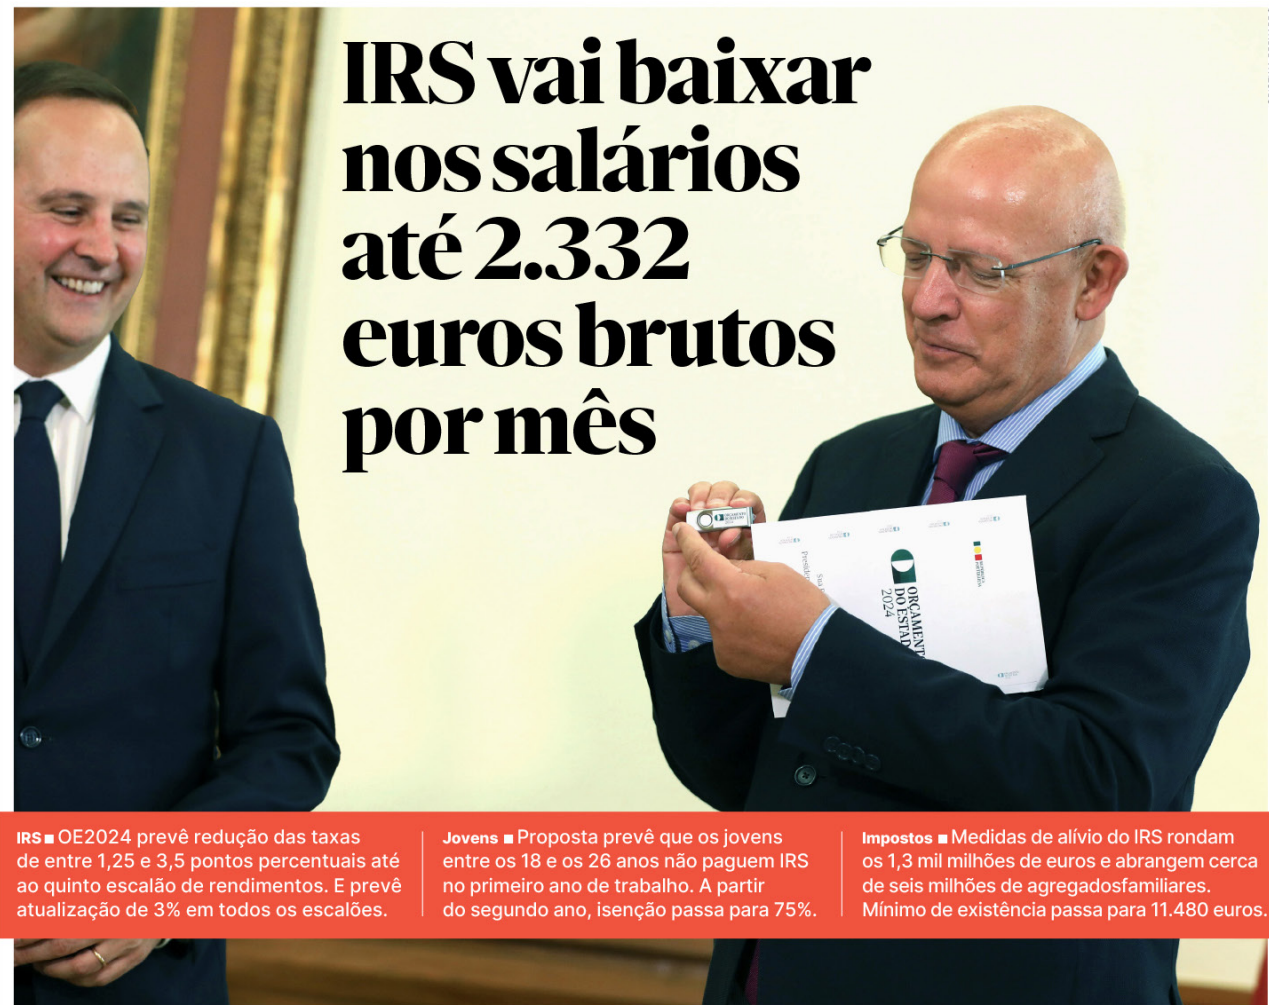 IRS vai baixar
nos salários
até 2.332
euros brutos
por mês
ORÇAMENTO
DO ESTAD
2024
IRS ■ OE2024 prevê redução das taxas
de entre 1,25 e 3,5 pontos percentuais até
ao quinto escalão de rendimentos. E prevê
atualização de 3% em todos os escalões.
Jovens ■ Proposta prevê que os jovens
entre os 18 e os 26 anos não paguem IRS
no primeiro ano de trabalho. A partir
do segundo ano, isenção passa para 75%.
Impostos ■ Medidas de alívio do IRS rondam
os 1,3 mil milhões de euros e abrangem cerca
de seis milhões de agregadosfamiliares.
Mínimo de existência passa para 11.480 euros.